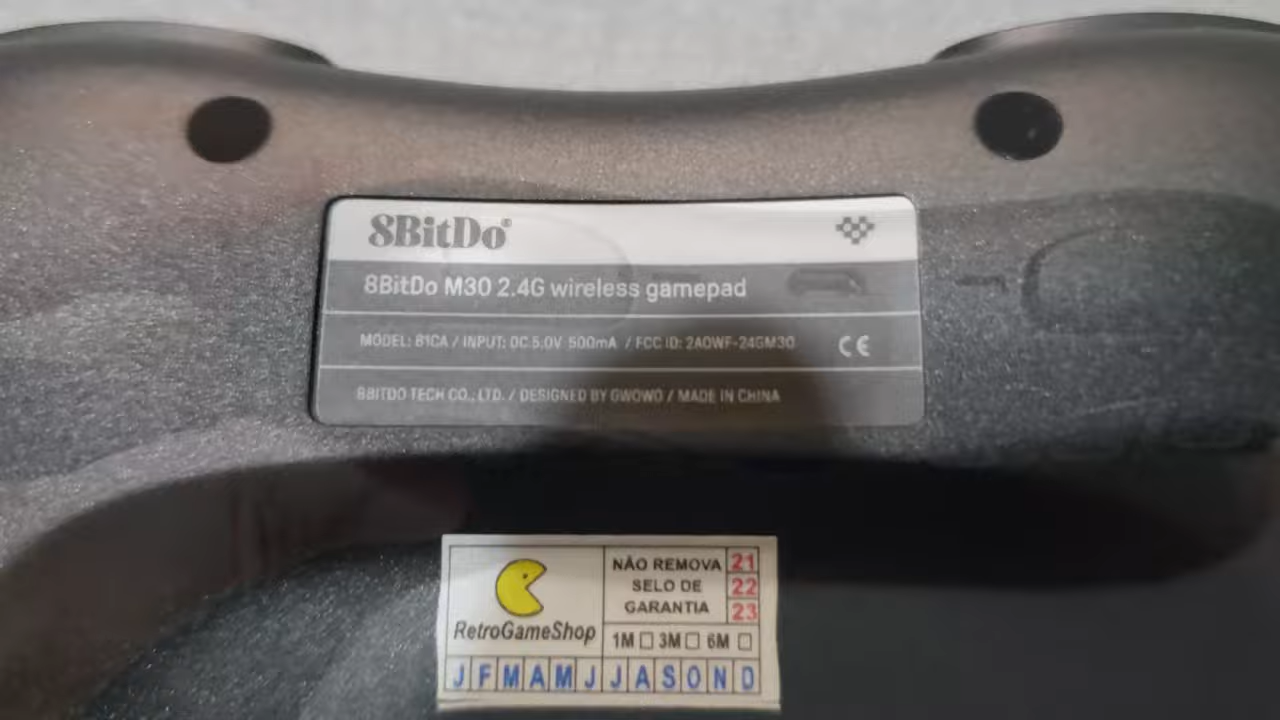 8BitDo®
8BitDo M30 2.4G wireless gamepad
MODEL: 81CA / INPUT: DC 5.0V 500mA / FCC ID: 2AOWF-24GM30 CE
8BITDO TECH CO., LTD. / DESIGNED BY GWOWO / MADE IN CHINA
NÃO REMOVA 21
SELO DE 22
GARANTIA 23
RetroGameShop
1M 3M 6M
J F M A M J J A S O N D